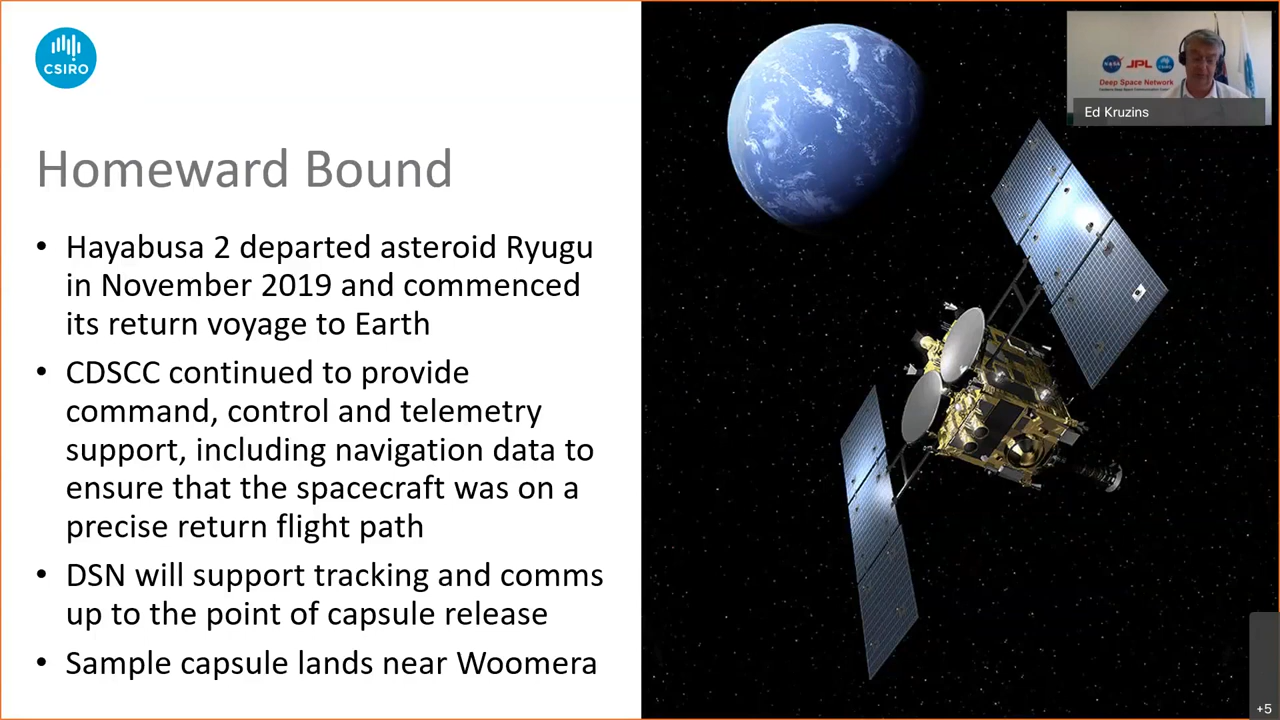 CSIRO
Homeward Bound
• Hayabusa 2 departed asteroid Ryugu
in November 2019 and commenced
its return voyage to Earth
• CDSCC continued to provide
command, control and telemetry
support, including navigation data to
ensure that the spacecraft was on a
precise return flight path
• DSN will support tracking and comms
up to the point of capsule release
• Sample capsule lands near Woomera
NASA JPL
Deep Space Network
Ed Kruzins
+5